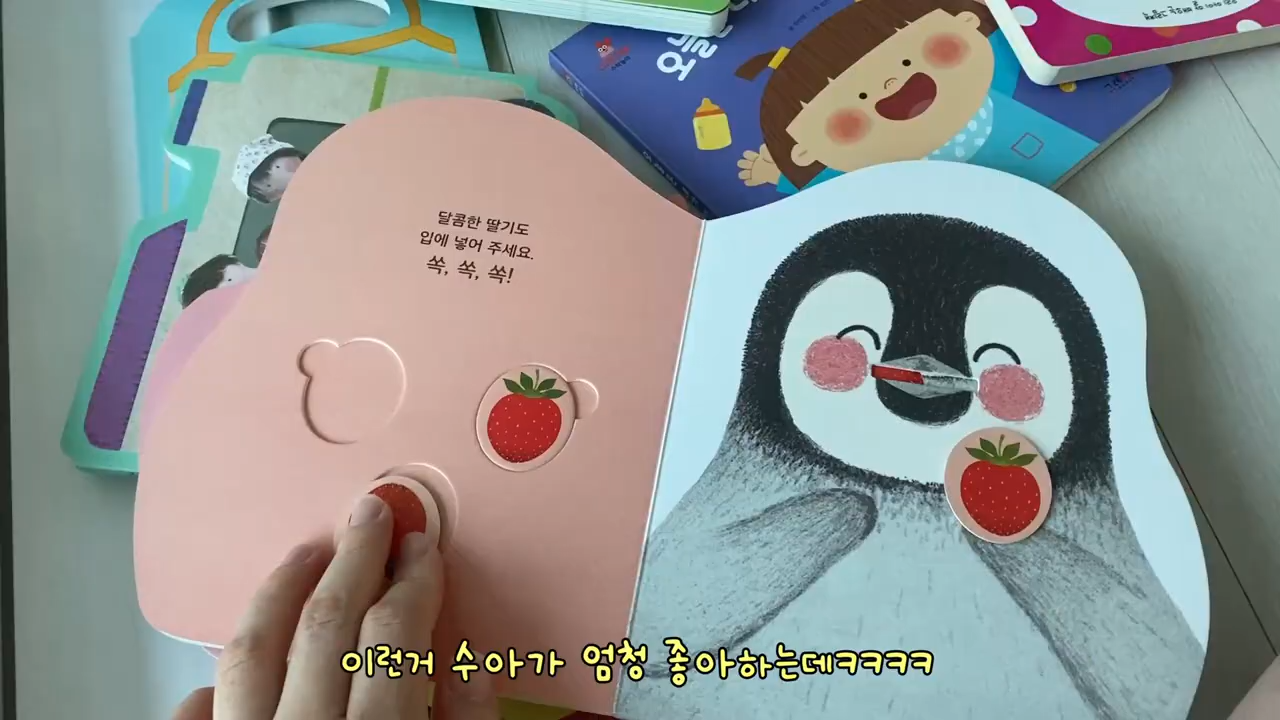 달콤한 딸기도
입에 넣어 주세요.
쏙, 쏙, 쏙!
이런거 수아가 엄청 좋아하는데ㅋㅋㅋㅋ